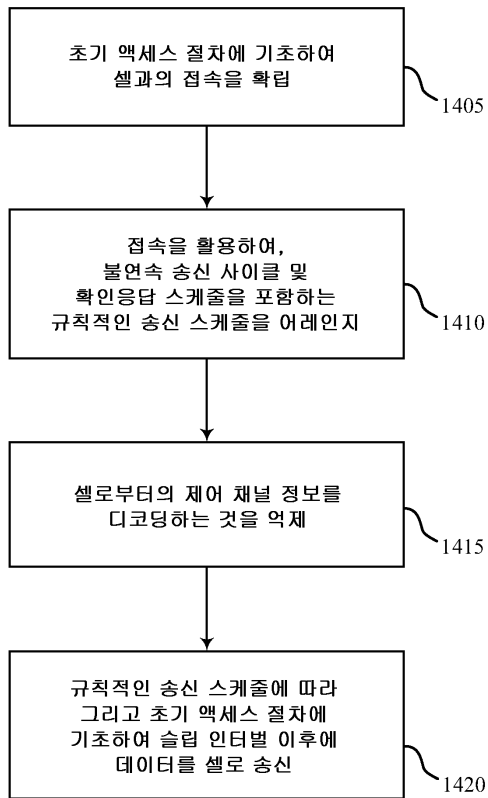 초기 액세스 절차에 기초하여
셀과의 접속을 확립
1405
접속을 활용하여,
불연속 송신 사이클 및
확인응답 스케줄을 포함하는
규칙적인 송신 스케줄을 어레인지
1410
셀로부터의 제어 채널 정보를
디코딩하는 것을 억제
1415
규칙적인 송신 스케줄에 따라
그리고 초기 액세스 절차에
기초하여 슬립 인터벌 이후에
데이터를 셀로 송신
1420